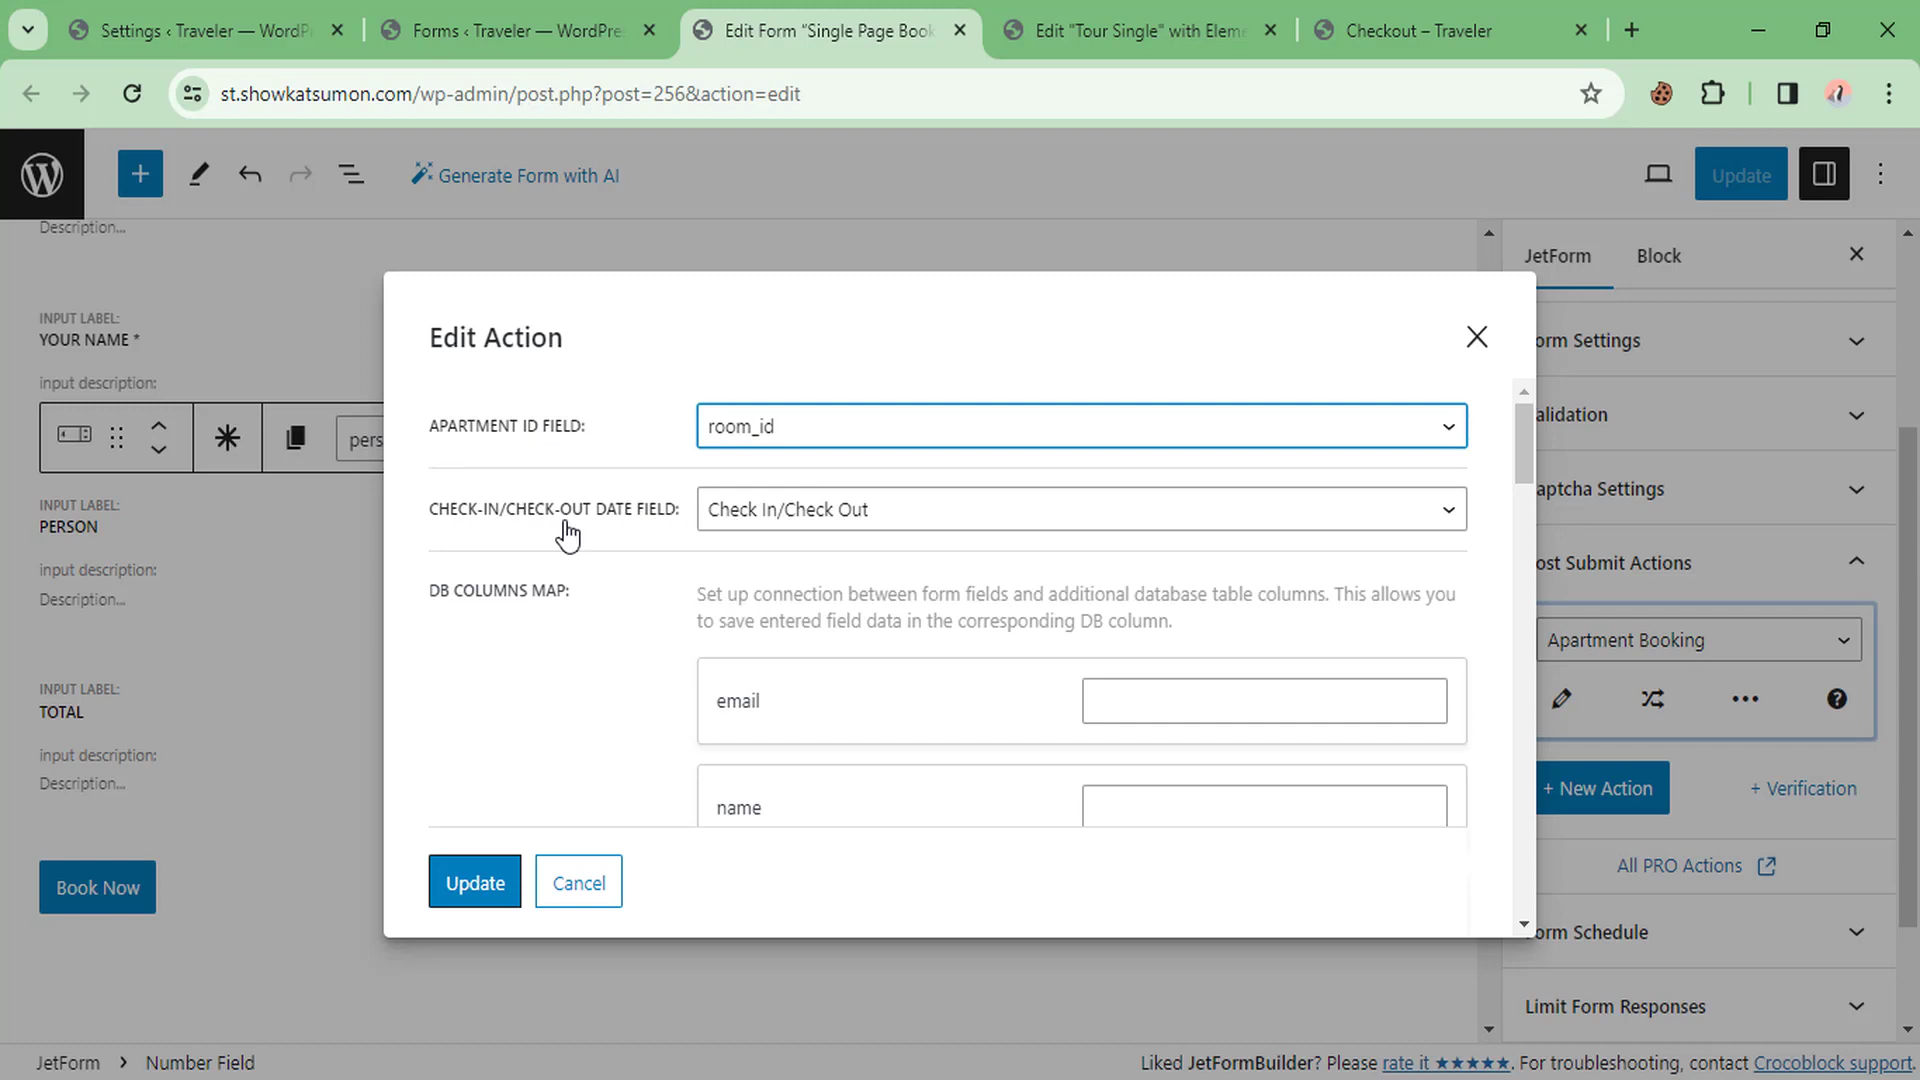 Settings ‹ Traveler — WordP
Forms ‹ Traveler — WordPre
Edit Form "Single Page Book
Edit "Tour Single" with Eleme
Checkout – Traveler
st.showkatsumon.com/wp-admin/post.php?post=256&action=edit
Generate Form with AI
Update
Description...
JetForm
Block
INPUT LABEL:
YOUR NAME *
input description:
pers
INPUT LABEL:
PERSON
input description:
Description...
INPUT LABEL:
TOTAL
input description:
Description...
Book Now
Edit Action
APARTMENT ID FIELD:
room_id
CHECK-IN/CHECK-OUT DATE FIELD:
Check In/Check Out
DB COLUMNS MAP:
Set up connection between form fields and additional database table columns. This allows you
to save entered field data in the corresponding DB column.
email
name
Update
Cancel
orm Settings
alidation
aptcha Settings
ost Submit Actions
Apartment Booking
+ New Action
+ Verification
All PRO Actions
orm Schedule
Limit Form Responses
JetForm > Number Field
Liked JetFormBuilder? Please rate it ★★★★★. For troubleshooting, contact Crocoblock support.